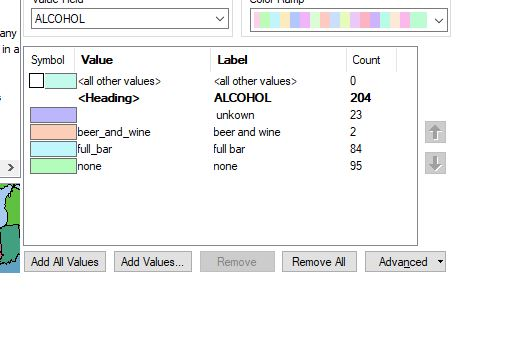 Value Field
Color Ramp
ALCOHOL
any
in a
Symbol Value Label Count
<all other values> <all other values> 0
<Heading> ALCOHOL 204
unkown 23
beer_and_wine beer and wine 2
full_bar full bar 84
none none 95
Add All Values Add Values... Remove Remove All Advanced